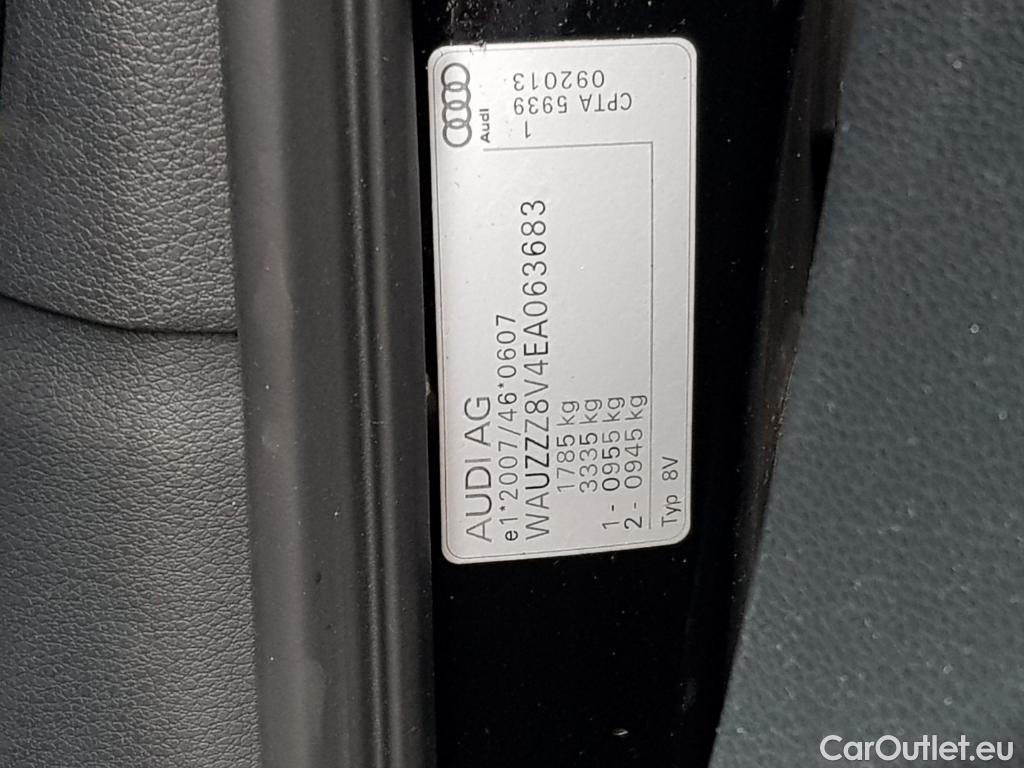 AUDI AG
e1*2007/46*0607
WAUZZZ8V4EA063683
1785 kg
3335 kg
1 - 0955 kg
2 - 0945 kg
Typ 8V
Audi
1
CPTA 5939
092013
CarOutlet.eu